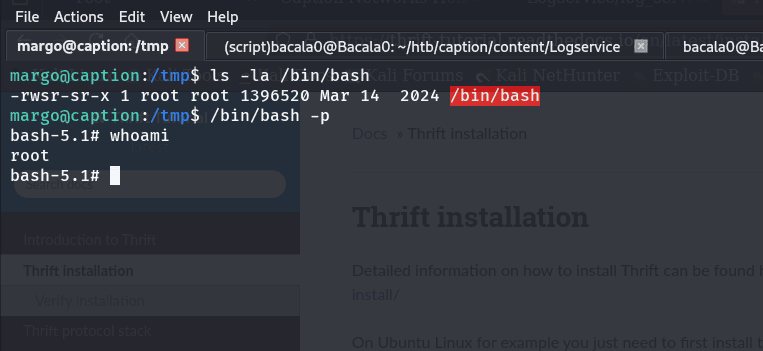 File Actions Edit View Help
margo@caption: /tmp (script)bacala0@Bacala0: ~/htb/caption/content/Logservice bacala0@Ba
margo@caption:/tmp$ ls -la /bin/bash
-rwsr-sr-x 1 root root 1396520 Mar 14  2024 /bin/bash
margo@caption:/tmp$ /bin/bash -p
bash-5.1# whoami
root
bash-5.1#
Kali Forums Kali NetHunter Exploit-DB
Docs » Thrift installation
Search docs
Introduction to Thrift
Thrift installation
Verify installation
Thrift protocol stack
Thrift installation
Detailed information on how to install Thrift can be found
install/
On Ubuntu Linux for example you just need to first install